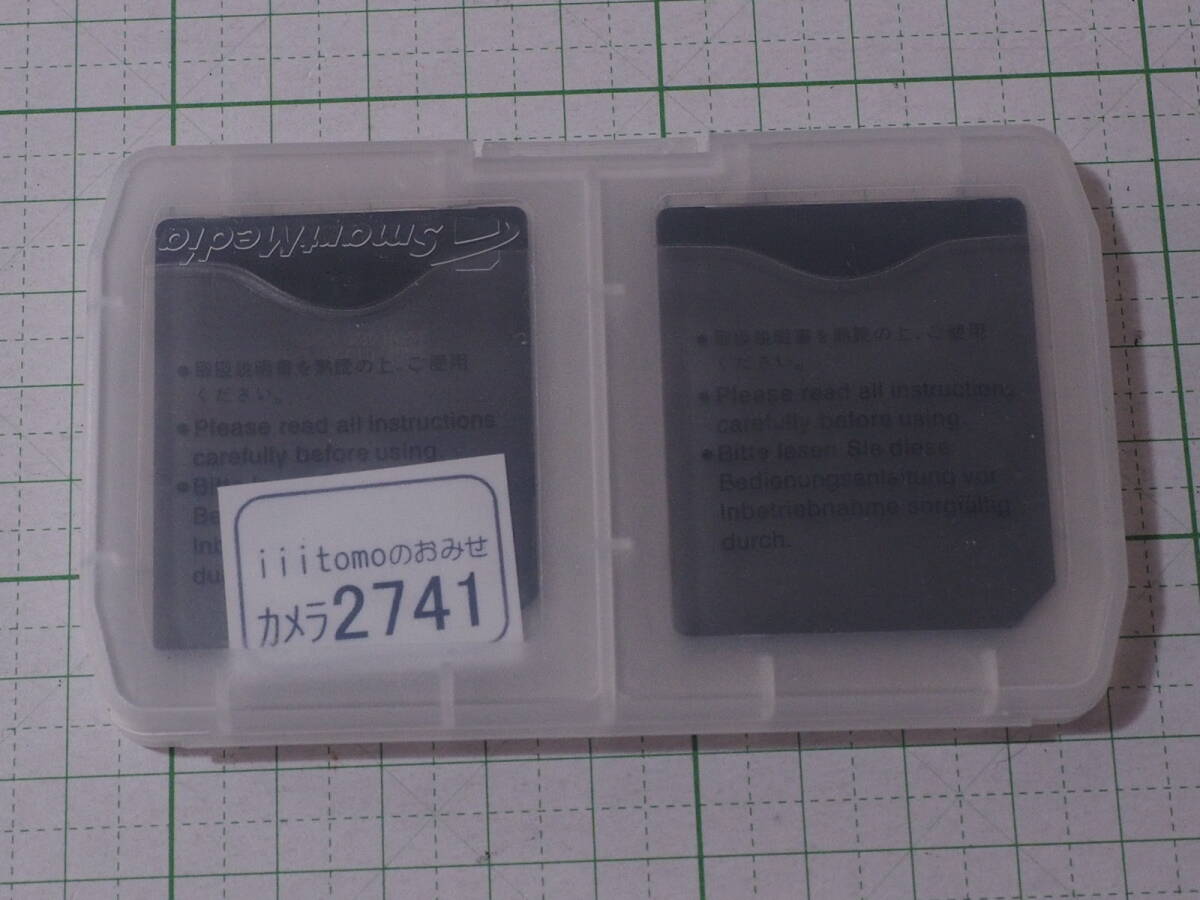 SmartMedia
●取扱説明書を熟読の上、ご使用
ください。
●Please read all instructions
carefully before using.
●Bitte
Be
Inb
du
iiitomoのおみせ
カメラ2741
●取扱説明書を熟読の上、ご使用
ください。
●Please read all instructions
carefully before using.
●Bitte lesen Sie diese
Bedienungsanleitung vor
Inbetriebnahme sorgfältig
durch.